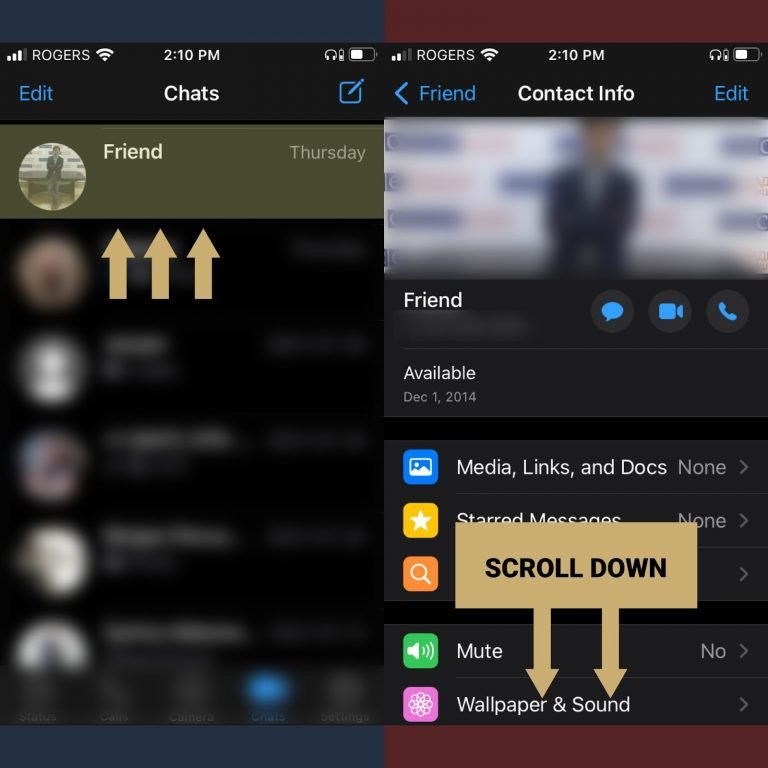 ROGERS 2:10 PM
Edit Chats
Friend Thursday
Thursday
Status Calls Camera Chats Settings
ROGERS 2:10 PM
Friend Contact Info Edit
Friend
Available
Dec 1, 2014
Media, Links, and Docs None
Starred Messages None
SCROLL DOWN
Mute No
Wallpaper & Sound